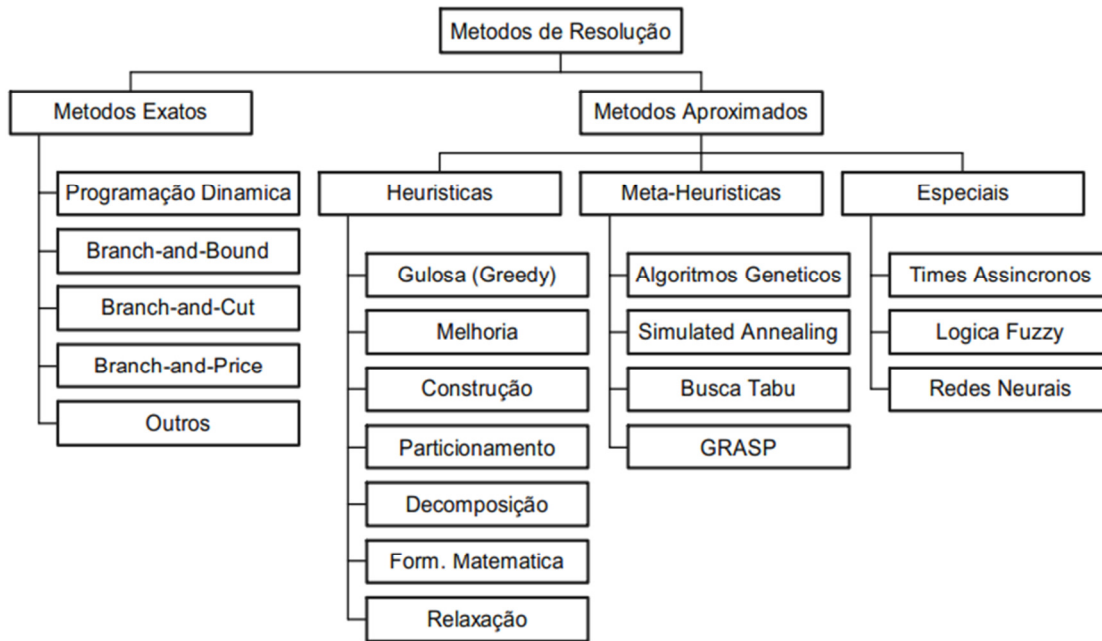 Metodos de Resolução
Metodos Exatos
Metodos Aproximados
Programação Dinamica
Branch-and-Bound
Branch-and-Cut
Branch-and-Price
Outros
Heuristicas
Gulosa (Greedy)
Melhoria
Construção
Particionamento
Decomposição
Form. Matematica
Relaxação
Meta-Heuristicas
Algoritmos Geneticos
Simulated Annealing
Busca Tabu
GRASP
Especiais
Times Assincronos
Logica Fuzzy
Redes Neurais